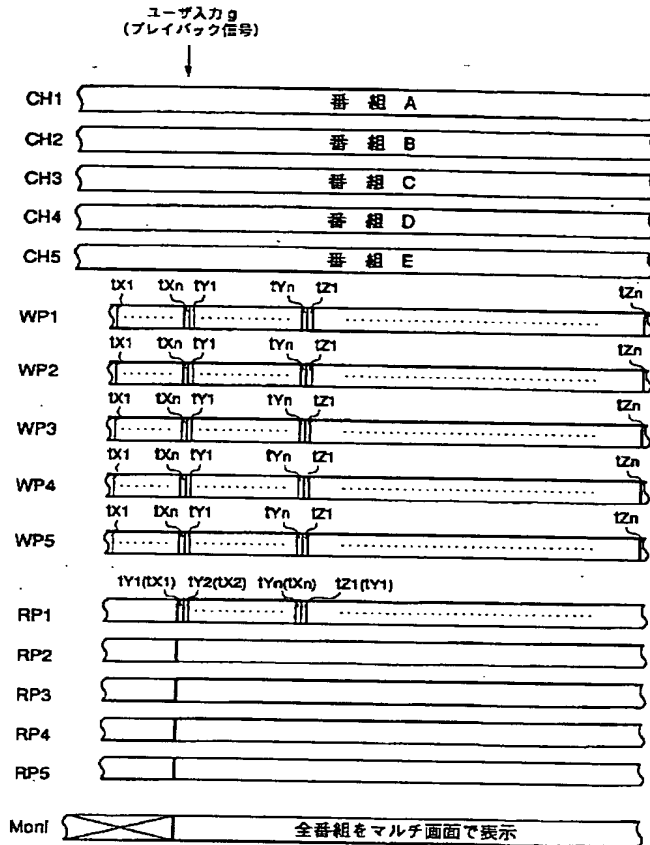 ユーザ入力 g
(プレイバック信号)
CH1 番 組 A
CH2 番 組 B
CH3 番 組 C
CH4 番 組 D
CH5 番 組 E
tX1 tXn tY1 tYn tZ1 tZn
WP1
tX1 tXn tY1 tYn tZ1 tZn
WP2
tX1 tXn tY1 tYn tZ1 tZn
WP3
tX1 tXn tY1 tYn tZ1 tZn
WP4
tX1 tXn tY1 tYn tZ1 tZn
WP5
tY1(tX1) tY2(tX2) tYn(tXn) tZ1(tY1)
RP1
RP2
RP3
RP4
RP5
Moni 全番組をマルチ画面で表示